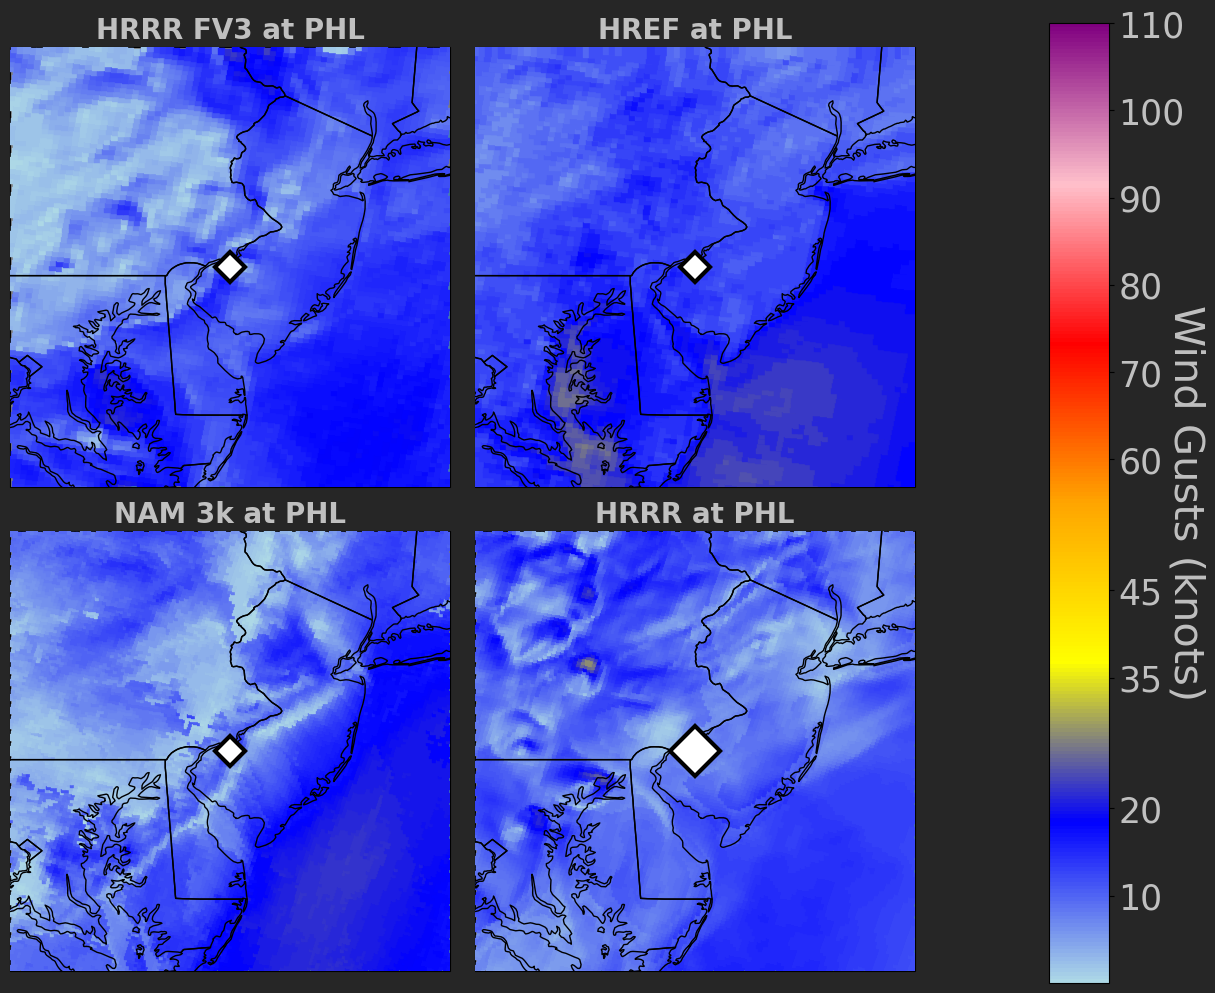 HRRR FV3 at PHL
HREF at PHL
NAM 3k at PHL
HRRR at PHL
110
100
90
80
70
60
45
35
20
10
Wind Gusts (knots)